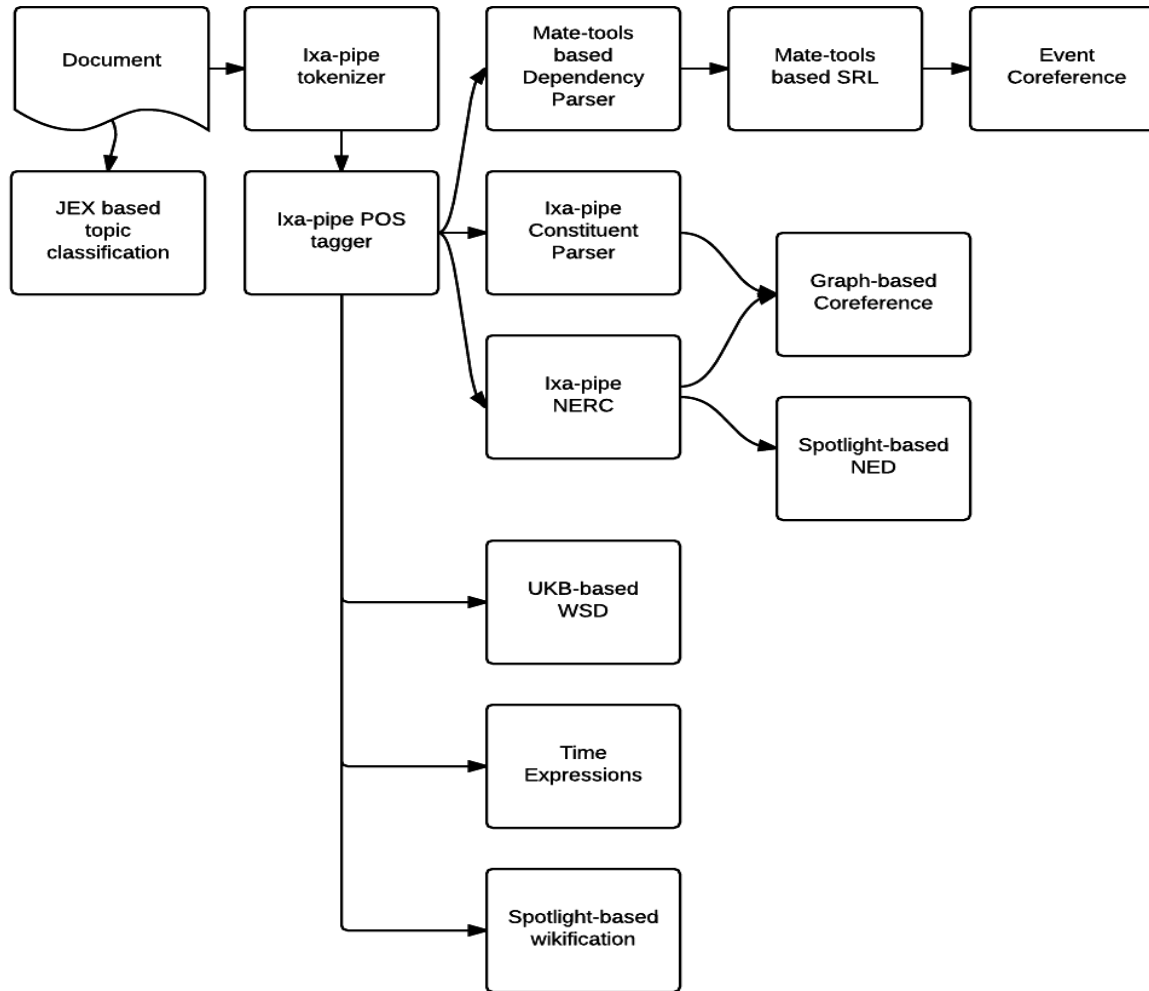 Document
Ixa-pipe
tokenizer
Mate-tools
based
Dependency
Parser
Mate-tools
based SRL
Event
Coreference
JEX based
topic
classification
Ixa-pipe POS
tagger
Ixa-pipe
Constituent
Parser
Graph-based
Coreference
Ixa-pipe
NERC
Spotlight-based
NED
UKB-based
WSD
Time
Expressions
Spotlight-based
wikification